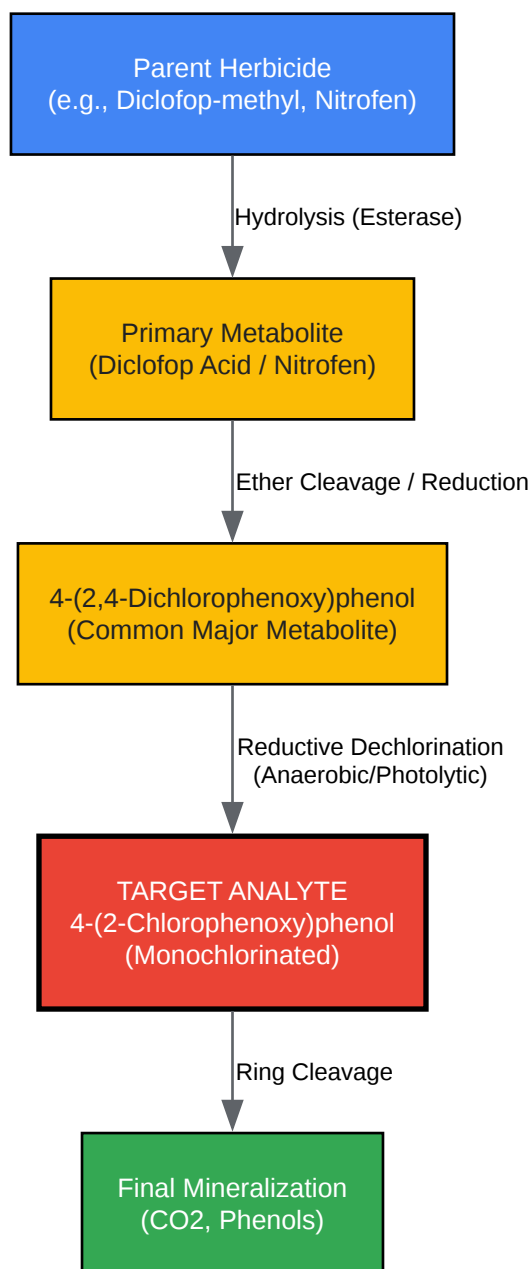 Parent Herbicide
(e.g., Diclofop-methyl, Nitrofen)
Hydrolysis (Esterase)
Primary Metabolite
(Diclofop Acid / Nitrofen)
Ether Cleavage / Reduction
4-(2,4-Dichlorophenoxy)phenol
(Common Major Metabolite)
Reductive Dechlorination
(Anaerobic/Photolytic)
TARGET ANALYTE
4-(2-Chlorophenoxy)phenol
(Monochlorinated)
Ring Cleavage
Final Mineralization
(CO2, Phenols)